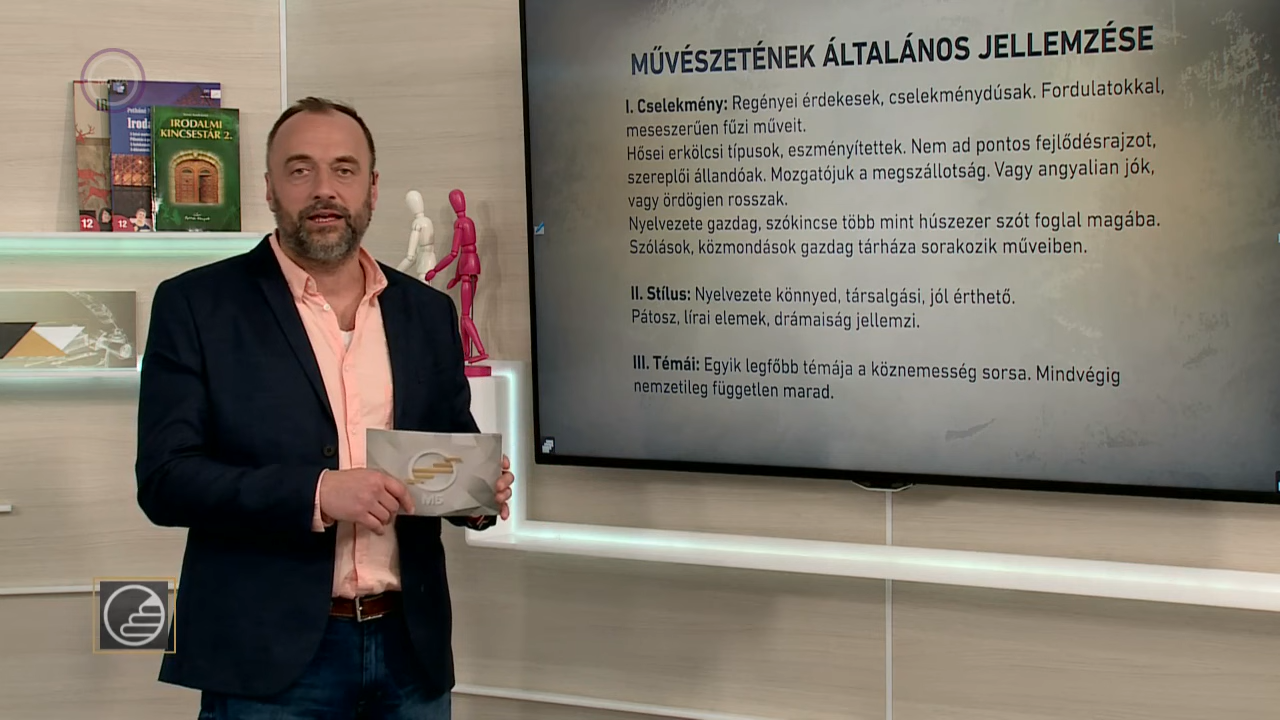 MŰVÉSZETÉNEK ÁLTALÁNOS JELLEMZÉSE
I. Cselekmény: Regényei érdekesek, cselekménydúsak. Fordulatokkal,
meseszerűen fűzi műveit.
Hősei erkölcsi típusok, eszményítettek. Nem ad pontos fejlődésrajzot,
szereplői állandóak. Mozgatójuk a megszállotság. Vagy angyalian jók,
vagy ördögien rosszak.
Nyelvezete gazdag, szókincse több mint húszezer szót foglal magába.
Szólások, közmondások gazdag tárháza sorakozik műveiben.
II. Stílus: Nyelvezete könnyed, társalgási, jól érthető.
Pátosz, lírai elemek, drámaiság jellemzi.
III. Témái: Egyik legfőbb témája a köznemesség sorsa. Mindvégig
nemzetileg független marad.
IRODALMI
KINCSESTÁR 2.
12
12
M5